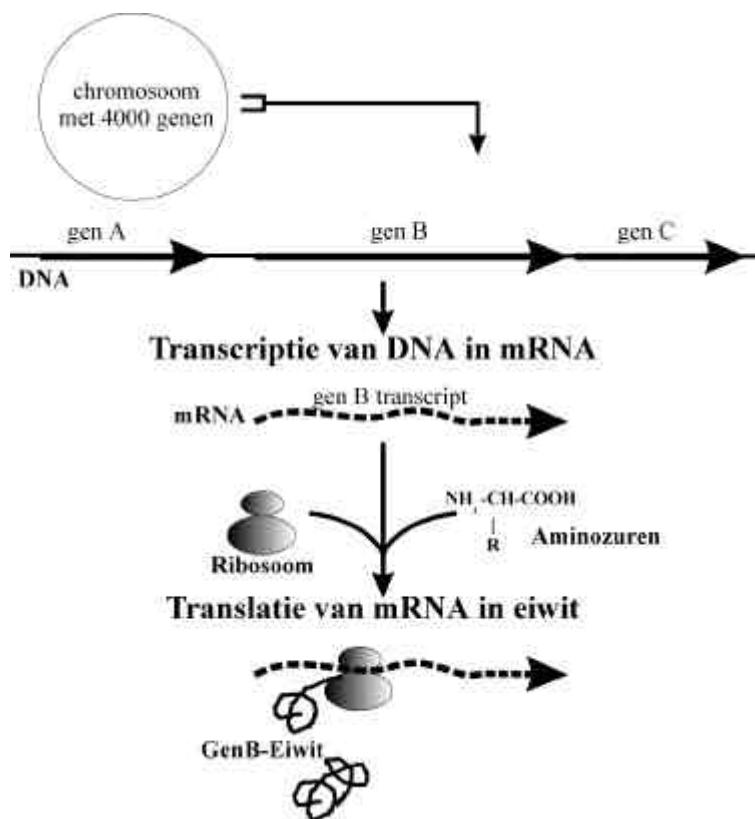 chromosoom
met 4000 genen
gen A
gen B
gen C
DNA
Transcriptie van DNA in mRNA
gen B transcript
mRNA
NH₂-CH-COOH
R
Aminozuren
Ribosoom
Translatie van mRNA in eiwit
GenB-Eiwit